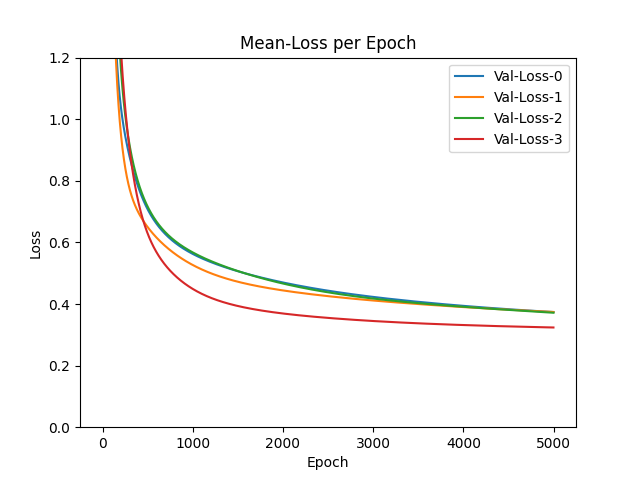 Mean-Loss per Epoch
1.2
1.0
0.8
0.6
0.4
0.2
0.0
Loss
Val-Loss-0
Val-Loss-1
Val-Loss-2
Val-Loss-3
0 1000 2000 3000 4000 5000
Epoch